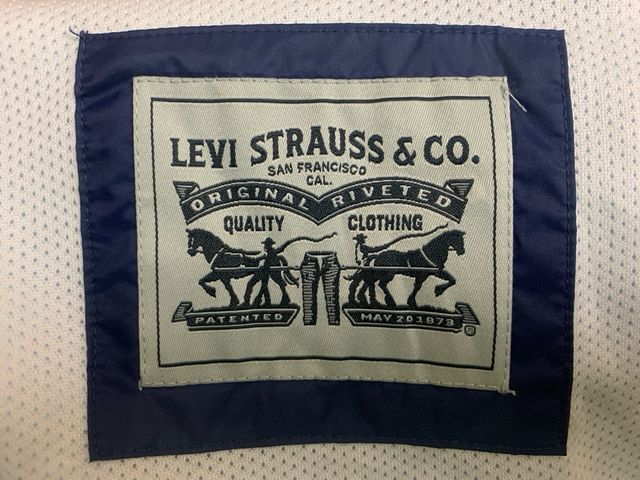 LEVI STRAUSS & CO.
SAN FRANCISCO
CAL.
ORIGINAL RIVETED
QUALITY CLOTHING
PATENTED MAY 20 1873
®